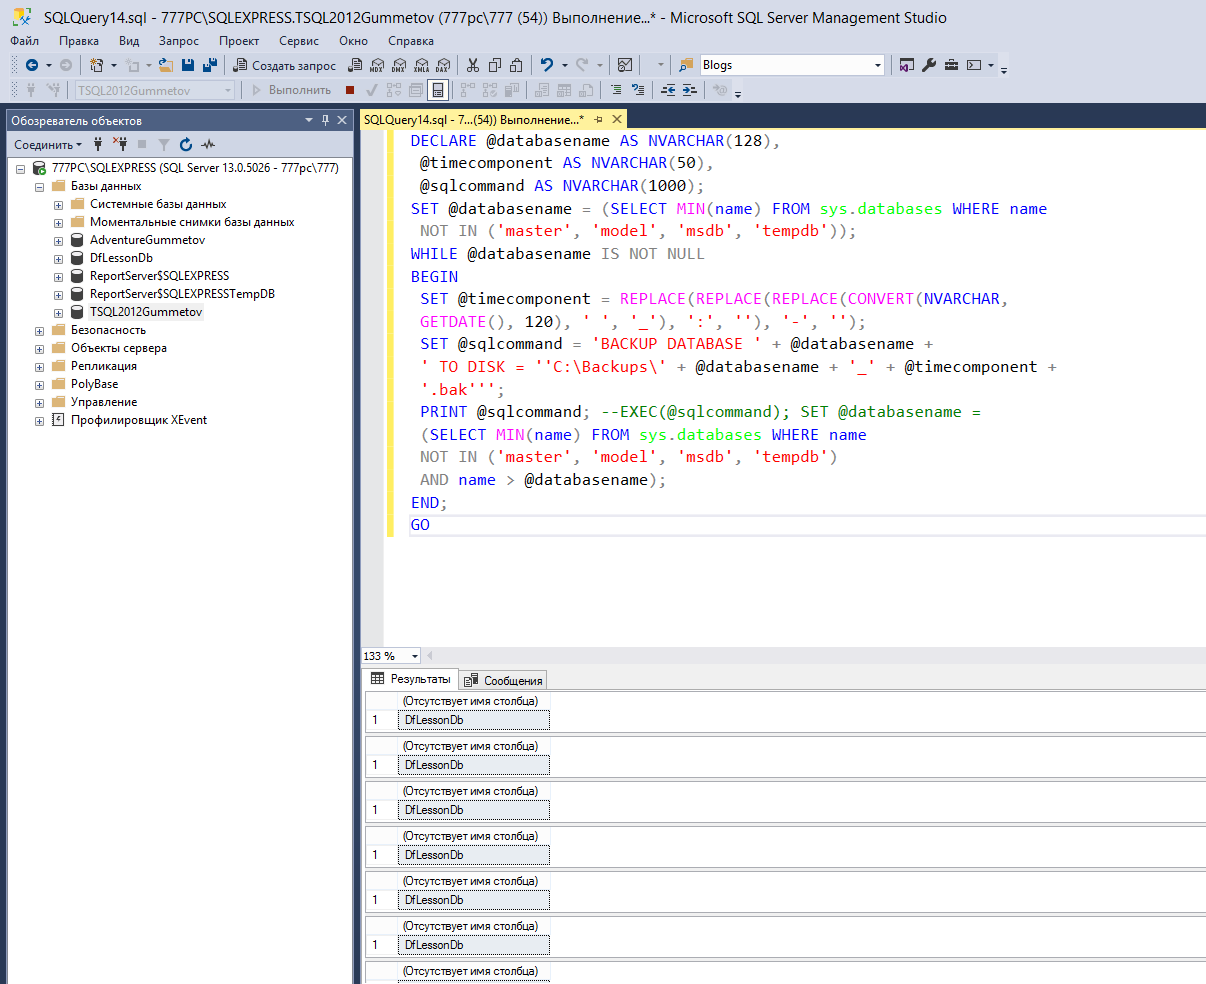 SQLQuery14.sql - 777PC\SQLEXPRESS.TSQL2012Gummetov (777pc\777 (54)) Выполнение...* - Microsoft SQL Server Management Studio
Файл Правка Вид Запрос Проект Сервис Окно Справка
Создать запрос MDX DMX XMLA DAX Blogs
TSQL2012Gummetov Выполнить
Обозреватель объектов
Соединить
777PC\SQLEXPRESS (SQL Server 13.0.5026 - 777pc\777)
Базы данных
Системные базы данных
Моментальные снимки базы данных
AdventureGummetov
DfLessonDb
ReportServer$SQLEXPRESS
ReportServer$SQLEXPRESSTempDB
TSQL2012Gummetov
Безопасность
Объекты сервера
Репликация
PolyBase
Управление
Профилировщик XEvent
SQLQuery14.sql - 7...(54)) Выполнение...*
DECLARE @databasename AS NVARCHAR(128),
@timecomponent AS NVARCHAR(50),
@sqlcommand AS NVARCHAR(1000);
SET @databasename = (SELECT MIN(name) FROM sys.databases WHERE name
NOT IN ('master', 'model', 'msdb', 'tempdb'));
WHILE @databasename IS NOT NULL
BEGIN
SET @timecomponent = REPLACE(REPLACE(REPLACE(CONVERT(NVARCHAR,
GETDATE(), 120), ' ', '_'), ':', ''), '-', '');
SET @sqlcommand = 'BACKUP DATABASE ' + @databasename +
' TO DISK = ''C:\Backups\' + @databasename + '_' + @timecomponent +
'.bak''';
PRINT @sqlcommand; --EXEC(@sqlcommand); SET @databasename =
(SELECT MIN(name) FROM sys.databases WHERE name
NOT IN ('master', 'model', 'msdb', 'tempdb')
AND name > @databasename);
END;
GO
133 %
Результаты Сообщения
(Отсутствует имя столбца)
1 DfLessonDb
(Отсутствует имя столбца)
1 DfLessonDb
(Отсутствует имя столбца)
1 DfLessonDb
(Отсутствует имя столбца)
1 DfLessonDb
(Отсутствует имя столбца)
1 DfLessonDb
(Отсутствует имя столбца)
1 DfLessonDb
(Отсутствует имя столбца)